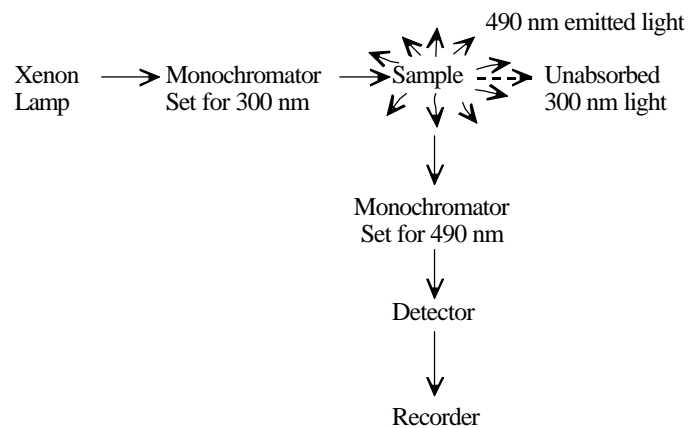 490 nm emitted light
Xenon
Lamp
Monochromator
Set for 300 nm
Sample
Unabsorbed
300 nm light
Monochromator
Set for 490 nm
Detector
Recorder